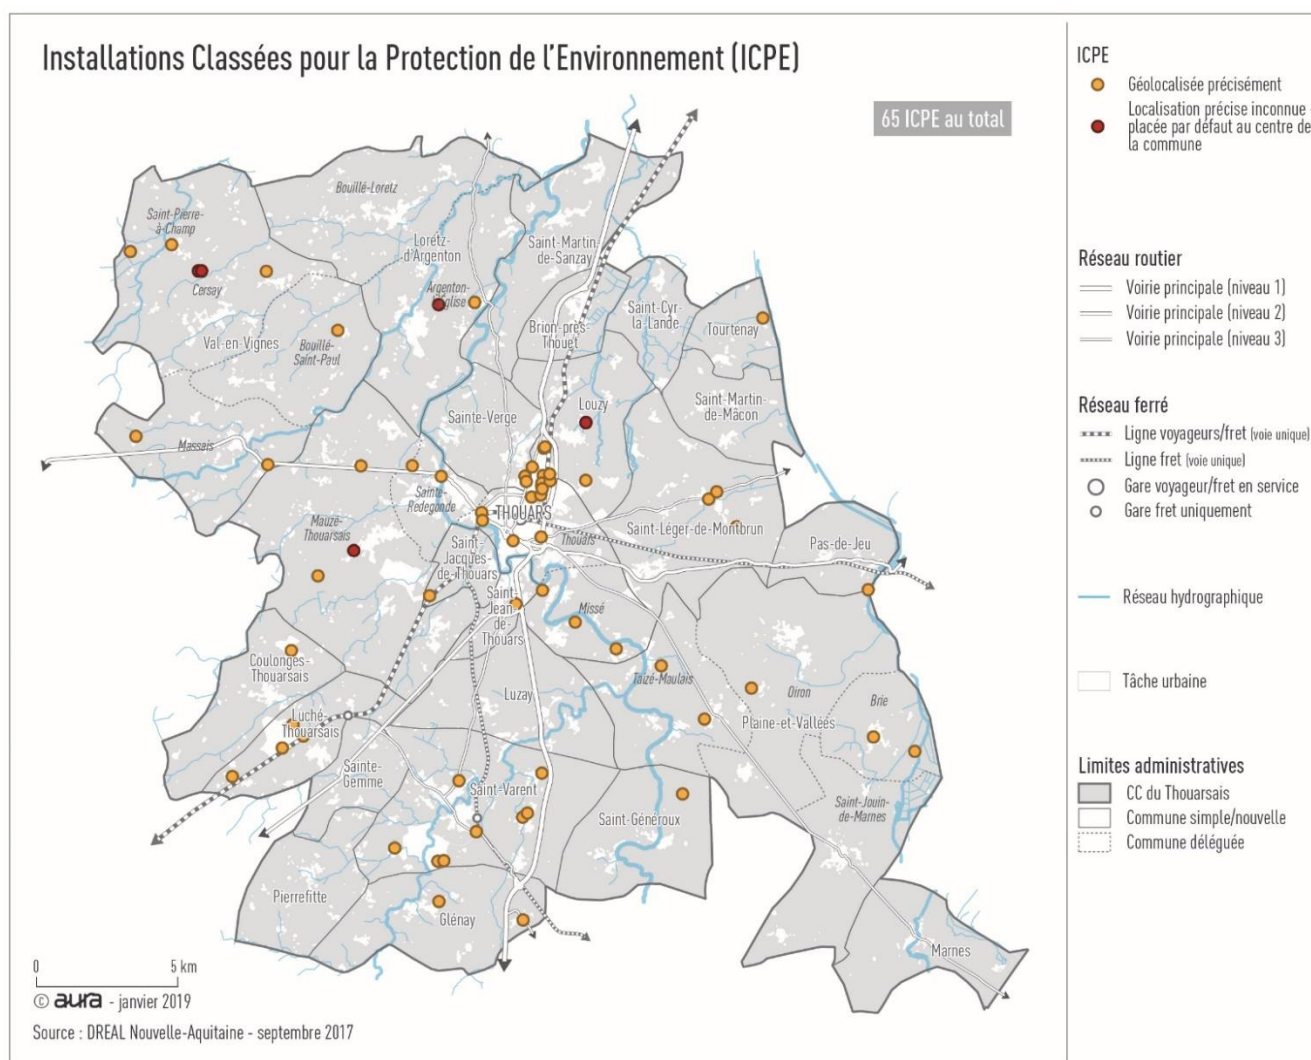 Installations Classées pour la Protection de l'Environnement (ICPE)
65 ICPE au total
Bouillé-Loretz
Saint-Pierre-
à-Champ
Loretz-
d'Argenton
Saint-Martin-
de-Sanzay
Cersay
Argenton-
l'Église
Saint-Cyr-
la-Lande
Tourtenay
Brion-près-
Thouet
Val-en-Vignes
Bouillé-
Saint-Paul
Saint-Martin-
de-Mâcon
Louzy
Sainte-Verge
Massais
Sainte-
Radegonde
THOUARS
Mauzé-
Thouarsais
Saint-Léger-de-Montbrun
Thouars
Pas-de-Jeu
Saint-
Jacques-
de-Thouars
Saint-
Jean-
de-
Thouars
Missé
Coulonges-
Thouarsais
Taizé-Maulais
Oiron
Brie
Luzay
Plaine-et-Vallées
Luché-
Thouarsais
Sainte-
Gemme
Saint-Varent
Saint-Généroux
Saint-Jouin-
de-Marnes
Pierrefitte
Glénay
Marnes
0 5 km
© aura - janvier 2019
Source : DREAL Nouvelle-Aquitaine - septembre 2017
ICPE
Géolocalisée précisément
Localisation précise inconnue -
placée par défaut au centre de
la commune
Réseau routier
Voirie principale (niveau 1)
Voirie principale (niveau 2)
Voirie principale (niveau 3)
Réseau ferré
Ligne voyageurs/fret (voie unique)
Ligne fret (voie unique)
Gare voyageur/fret en service
Gare fret uniquement
Réseau hydrographique
Tâche urbaine
Limites administratives
CC du Thouarsais
Commune simple/nouvelle
Commune déléguée